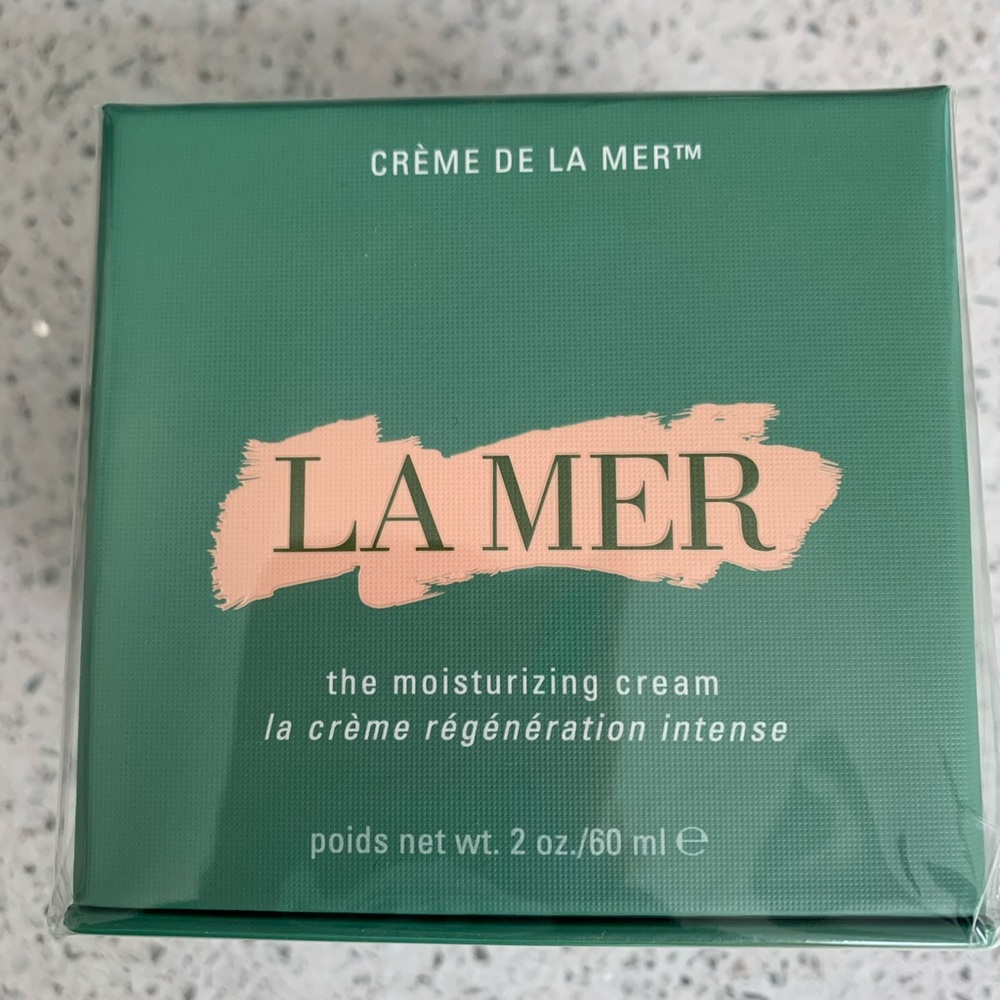 CRÈME DE LA MER™
LA MER
the moisturizing cream
la crème régénération intense
poids net wt. 2 oz./60 ml ℮